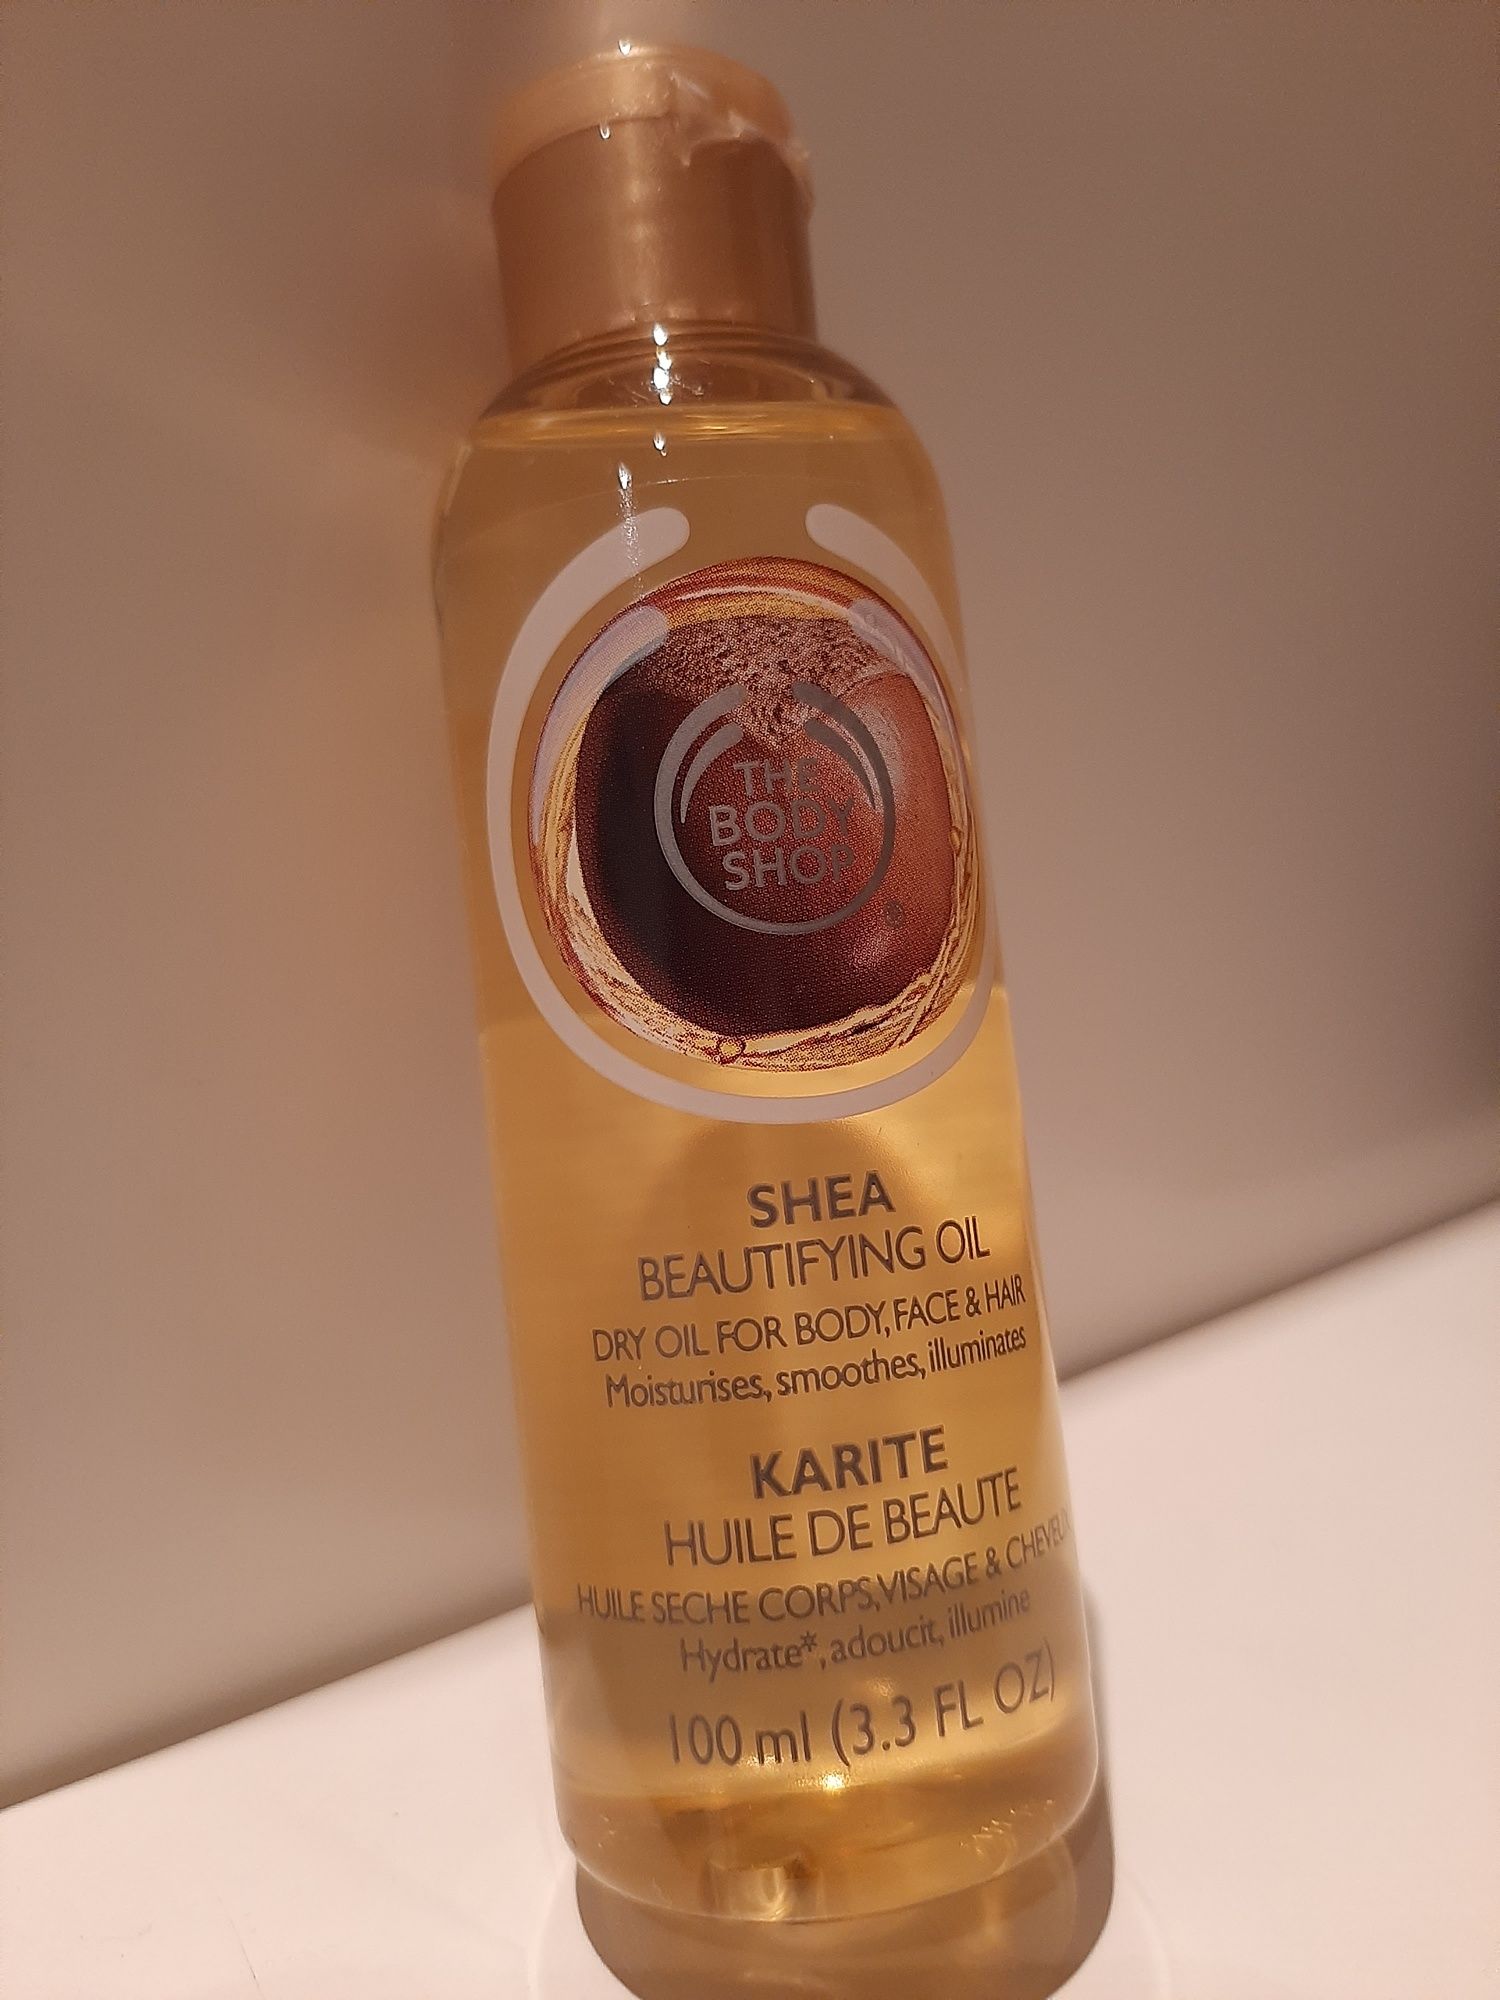 THE
BODY
SHOP
®
SHEA
BEAUTIFYING OIL
DRY OIL FOR BODY, FACE & HAIR
Moisturises, smoothes, illuminates
KARITE
HUILE DE BEAUTE
HUILE SECHE CORPS, VISAGE & CHEVEUX
Hydrate*, adoucit, illumine
100 ml (3.3 FL OZ)